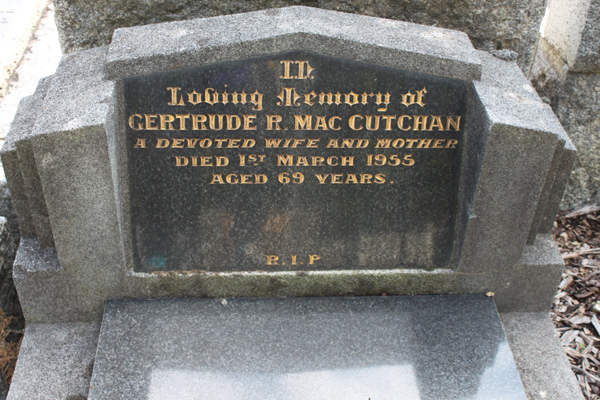 In
Loving Memory of
GERTRUDE R. MAC CUTCHAN
A DEVOTED WIFE AND MOTHER
DIED 1ST MARCH 1955
AGED 69 YEARS.
R.I.P